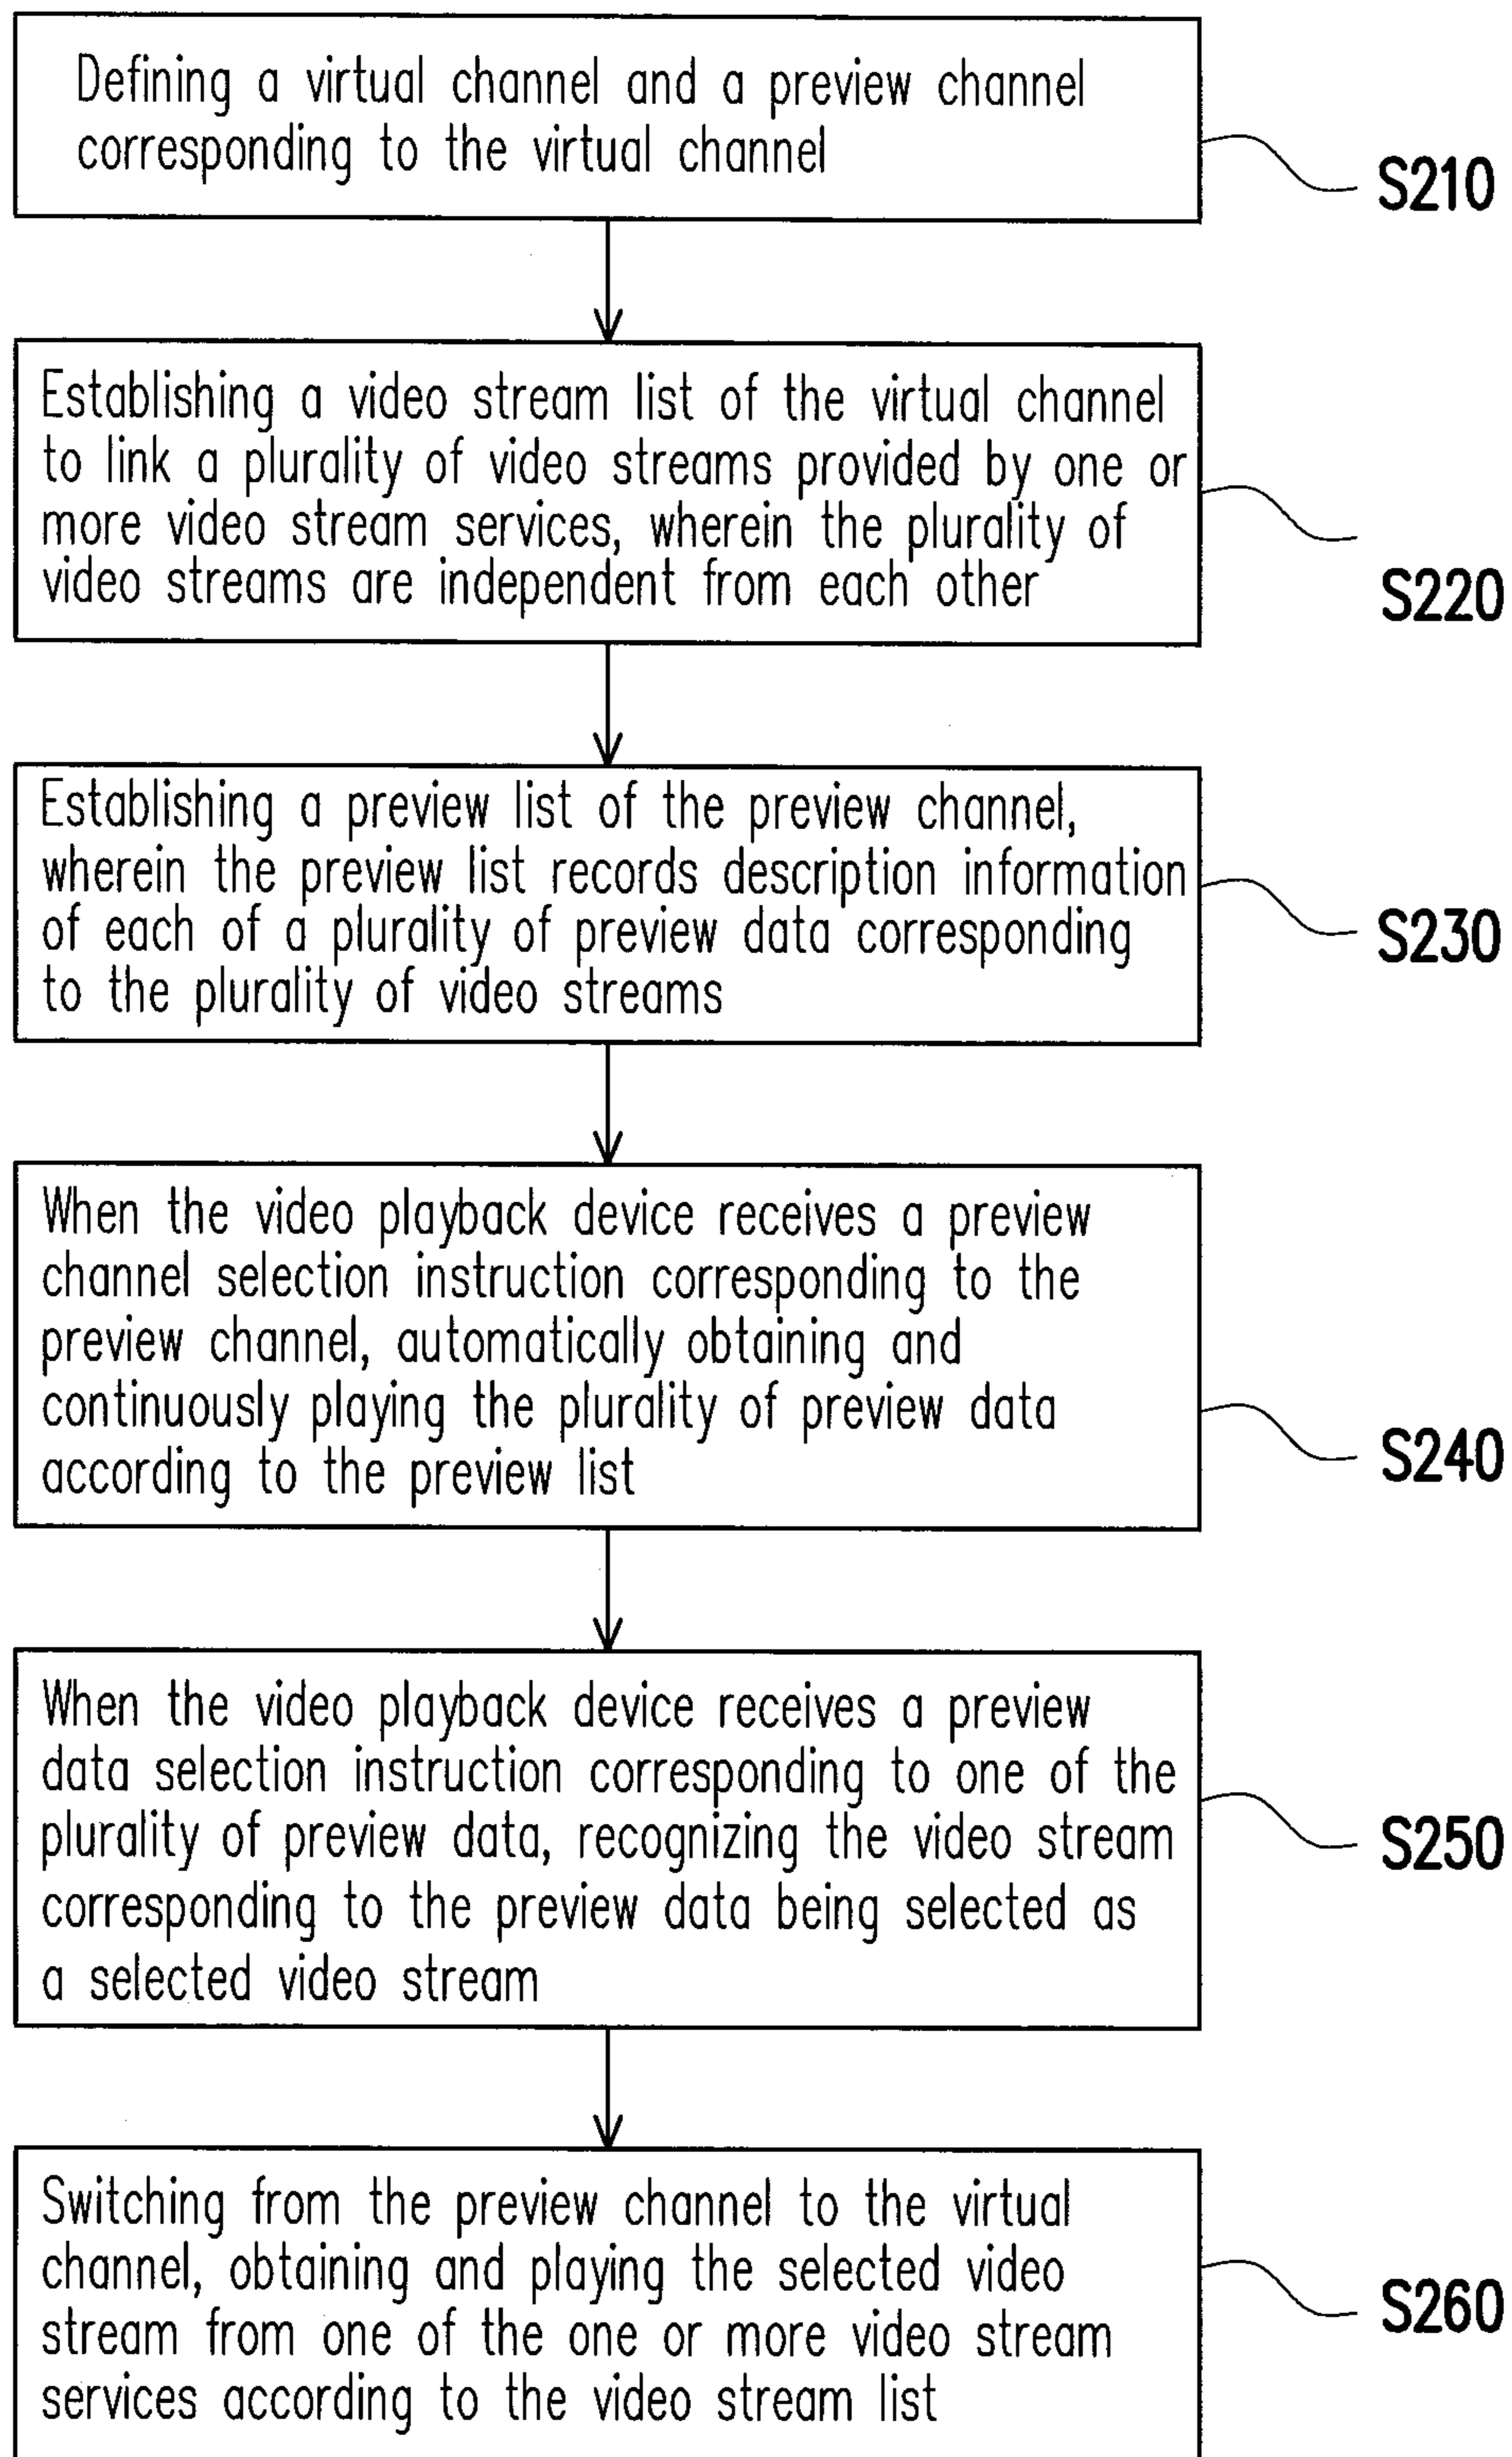 Defining a virtual channel and a preview channel
corresponding to the virtual channel
S210
Establishing a video stream list of the virtual channel
to link a plurality of video streams provided by one or
more video stream services, wherein the plurality of
video streams are independent from each other
S220
Establishing a preview list of the preview channel,
wherein the preview list records description information
of each of a plurality of preview data corresponding
to the plurality of video streams
S230
When the video playback device receives a preview
channel selection instruction corresponding to the
preview channel, automatically obtaining and
continuously playing the plurality of preview data
according to the preview list
S240
When the video playback device receives a preview
data selection instruction corresponding to one of the
plurality of preview data, recognizing the video stream
corresponding to the preview data being selected as
a selected video stream
S250
Switching from the preview channel to the virtual
channel, obtaining and playing the selected video
stream from one of the one or more video stream
services according to the video stream list
S260